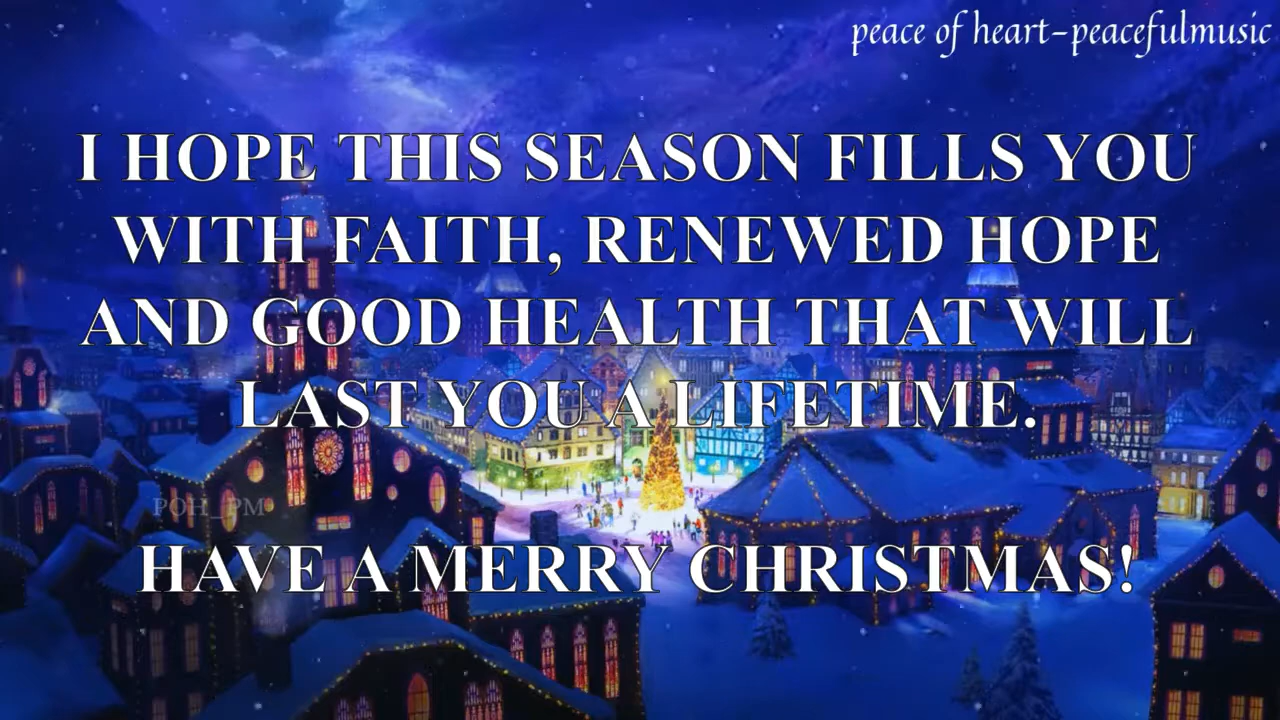 peace of heart-peacefulmusic
I HOPE THIS SEASON FILLS YOU
WITH FAITH, RENEWED HOPE
AND GOOD HEALTH THAT WILL
LAST YOU A LIFETIME.
POH_PM
HAVE A MERRY CHRISTMAS!